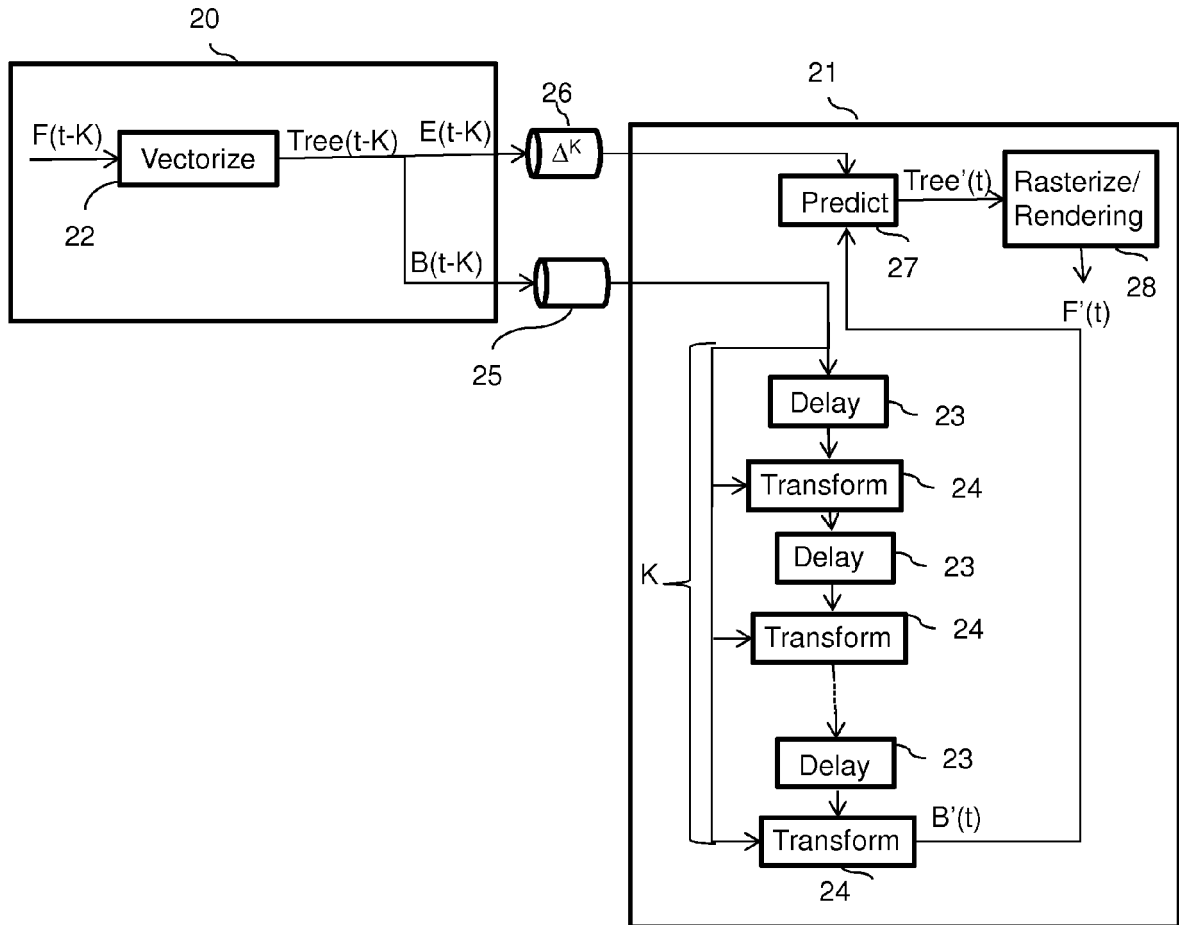 20
F(t-K)
Vectorize
22
Tree(t-K)
E(t-K)
B(t-K)
26
Δᴷ
25
21
Predict
27
Tree’(t)
Rasterize/
Rendering
28
F’(t)
K
Delay
23
Transform
24
Delay
23
Transform
24
Delay
23
Transform
24
B’(t)